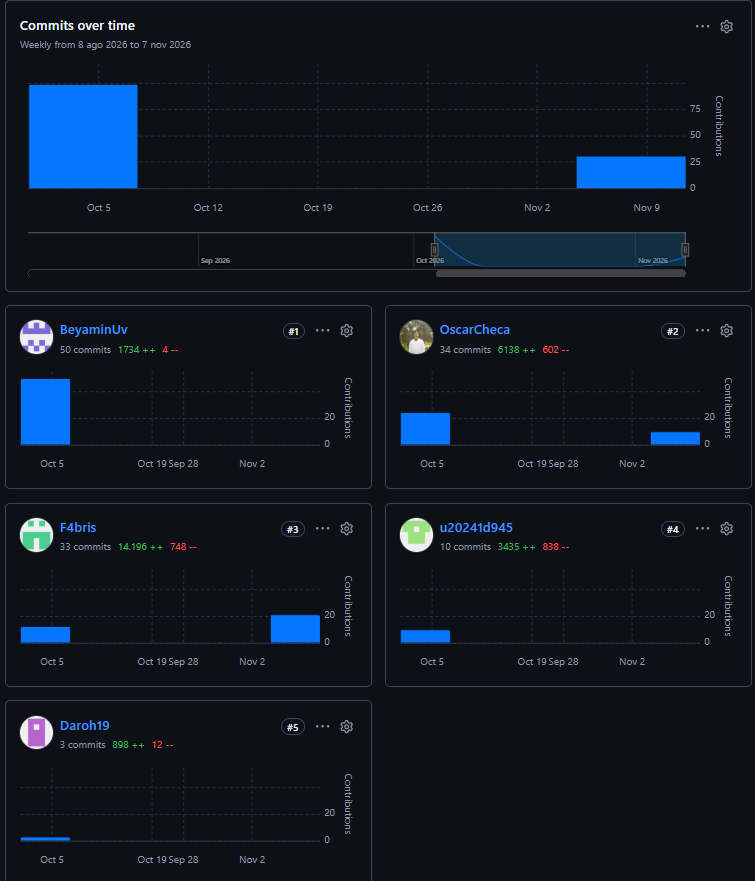 Commits over time
Weekly from 8 ago 2026 to 7 nov 2026
75
50
25
0
Contributions
Oct 5 Oct 12 Oct 19 Oct 26 Nov 2 Nov 9
Sep 2026 Oct 2026 Nov 2026
BeyaminUv #1
50 commits 1734 ++ 4 --
20
0
Contributions
Oct 5 Oct 19 Sep 28 Nov 2
OscarCheca #2
34 commits 6138 ++ 602 --
20
0
Contributions
Oct 5 Oct 19 Sep 28 Nov 2
F4bris #3
33 commits 14.196 ++ 748 --
20
0
Contributions
Oct 5 Oct 19 Sep 28 Nov 2
u20241d945 #4
10 commits 3435 ++ 838 --
20
0
Contributions
Oct 5 Oct 19 Sep 28 Nov 2
Daroh19 #5
3 commits 898 ++ 12 --
20
0
Contributions
Oct 5 Oct 19 Sep 28 Nov 2